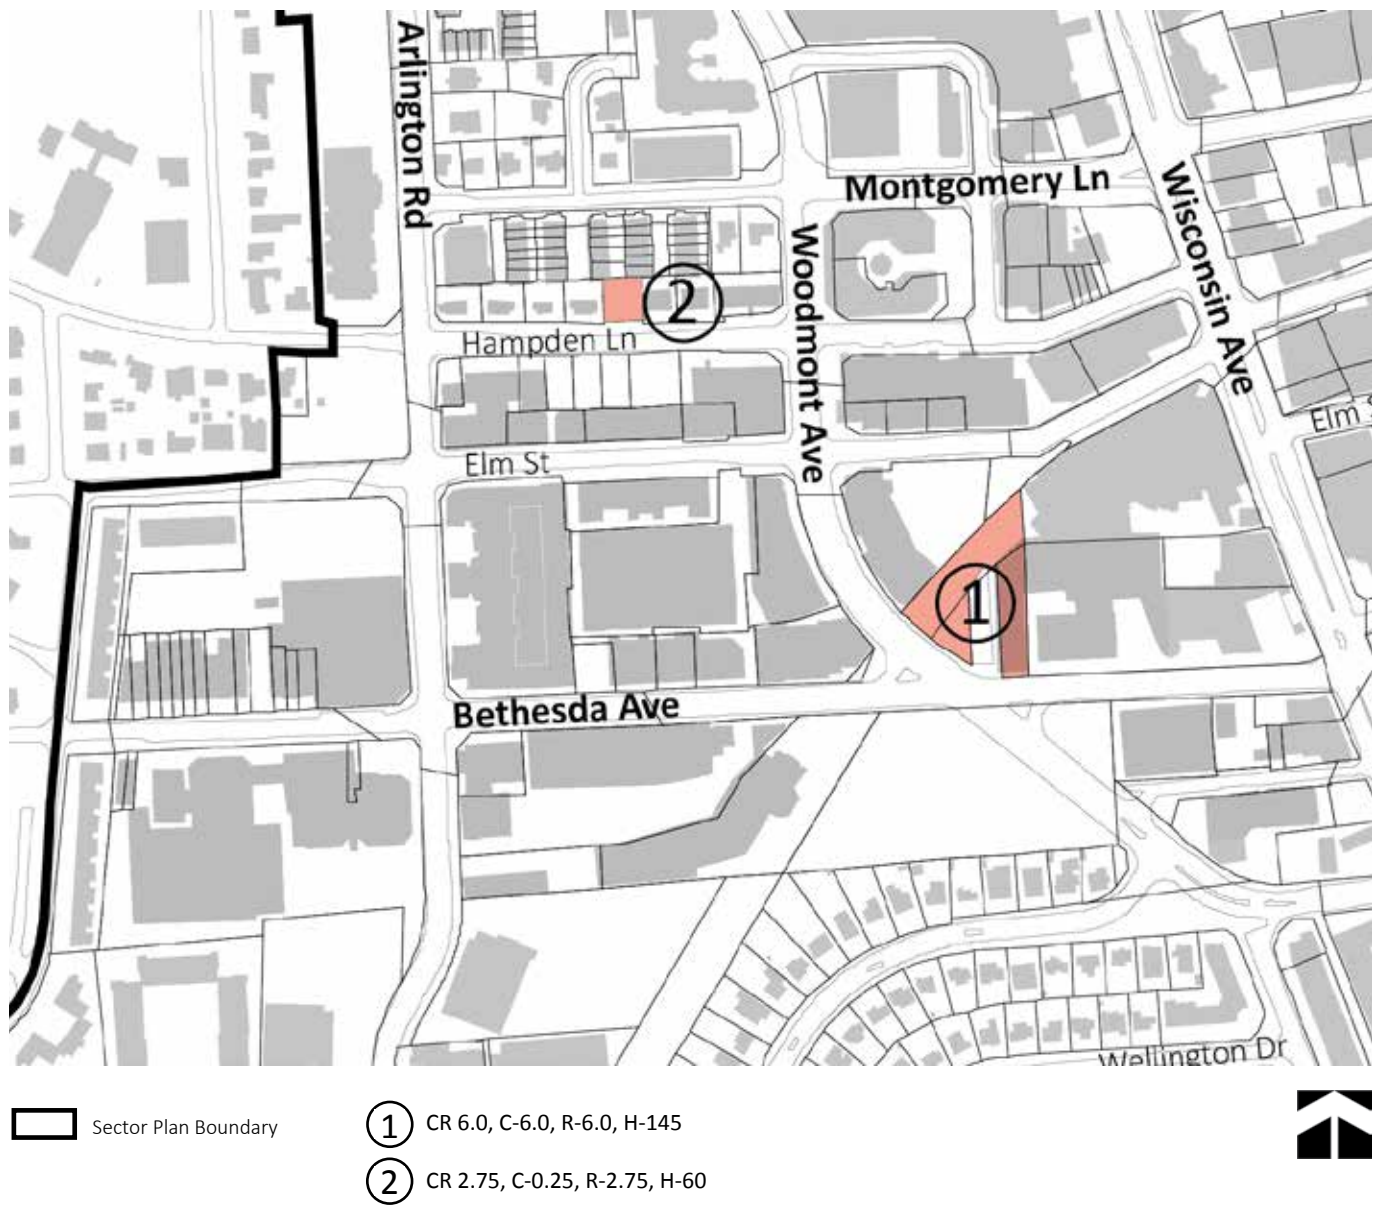 Arlington Rd
Montgomery Ln
Wisconsin Ave
Woodmont Ave
2
Hampden Ln
Elm
Elm St
1
Bethesda Ave
Wellington Dr
Sector Plan Boundary
1 CR 6.0, C-6.0, R-6.0, H-145
2 CR 2.75, C-0.25, R-2.75, H-60